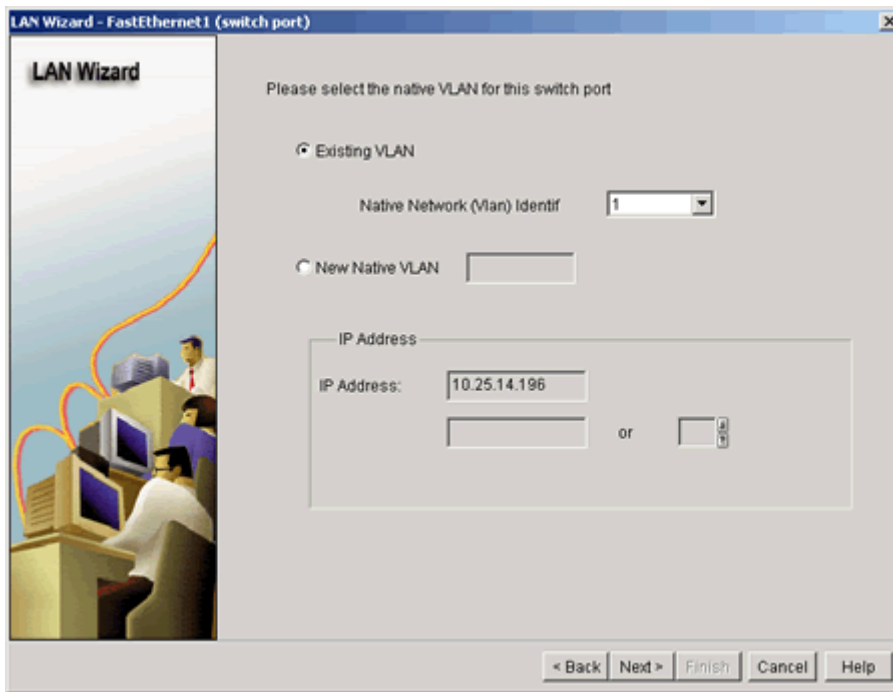 LAN Wizard - FastEthernet1 (switch port)
LAN Wizard
Please select the native VLAN for this switch port
Existing VLAN
Native Network (Vlan) Identif
1
New Native VLAN
IP Address
IP Address:
10.25.14.196
or
< Back
Next >
Finish
Cancel
Help